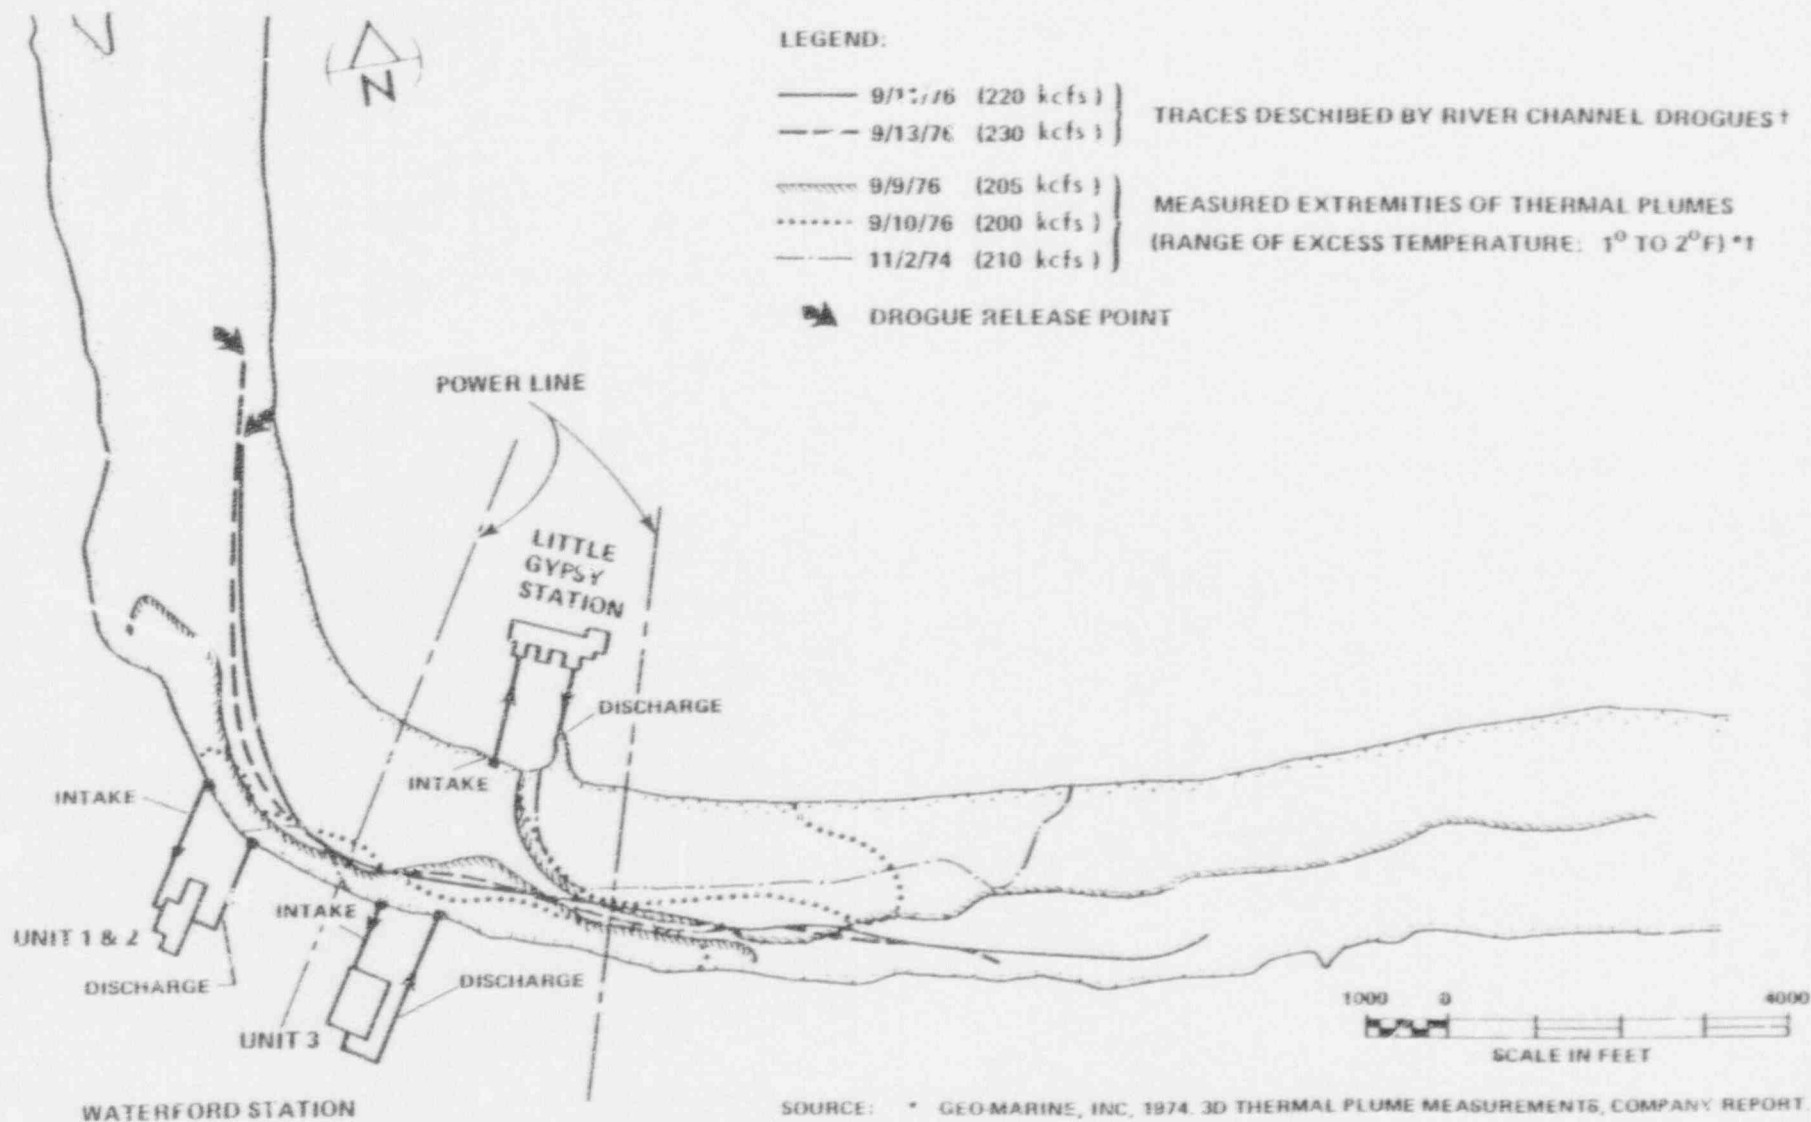 N
LEGEND:
(220 kcfs)
9/13/76 (230 kcfs)
TRACES DESCRIBED BY RIVER CHANNEL DROGUES †
9/9/76 (205 kcfs)
9/10/76 (200 kcfs)
11/2/74 (210 kcfs)
MEASURED EXTREMITIES OF THERMAL PLUMES
(RANGE OF EXCESS TEMPERATURE: 1° TO 2°F) *†
DROGUE RELEASE POINT
POWER LINE
LITTLE
GYPSY
STATION
DISCHARGE
INTAKE
INTAKE
INTAKE
UNIT 1 & 2
DISCHARGE
DISCHARGE
UNIT 3
1000 0 4000
SCALE IN FEET
WATERFORD STATION
SOURCE: * GEO-MARINE, INC, 1974. 3D THERMAL PLUME MEASUREMENTS, COMPANY REPORT.